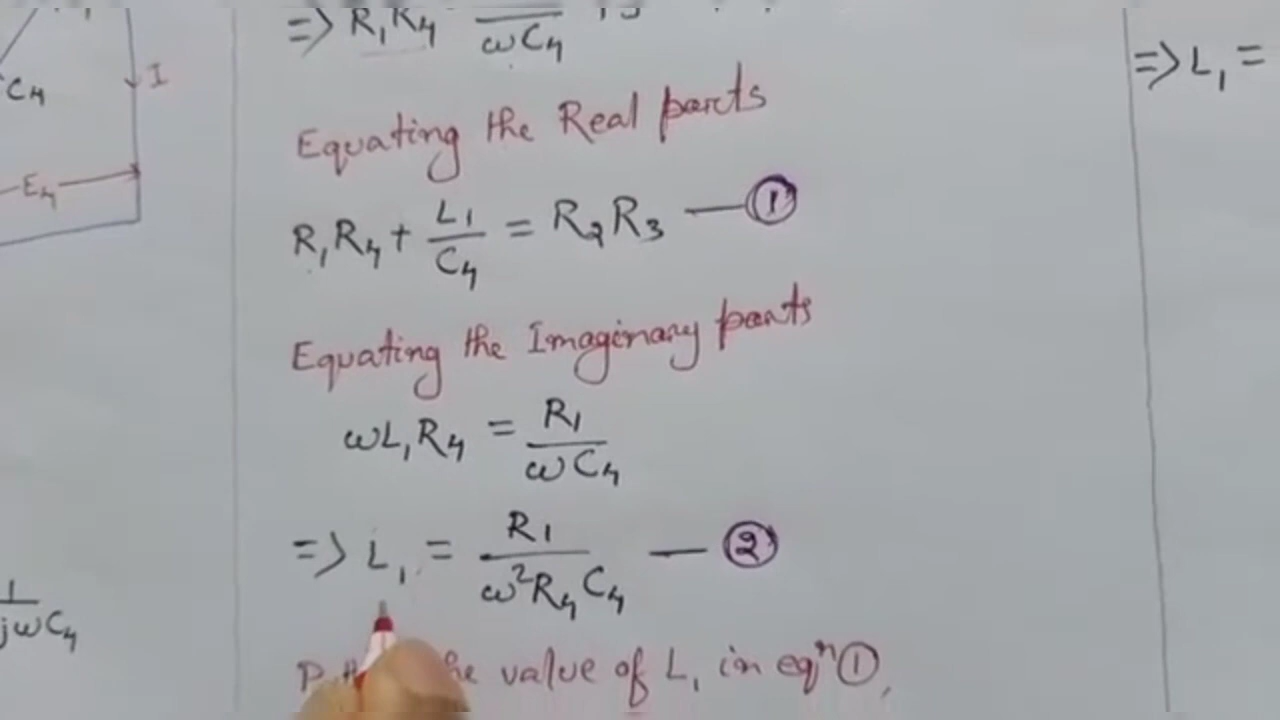 C₄
I
E₄
1
jωC₄
=> R₁R₄ ωC₄
Equating the Real parts
R₁R₄ + L₁/C₄ = R₂R₃ — ①
Equating the Imaginary parts
ωL₁R₄ = R₁/ωC₄
=> L₁ = R₁/ω²R₄C₄ — ②
value of L₁ in eqⁿ ①,
=> L₁ =